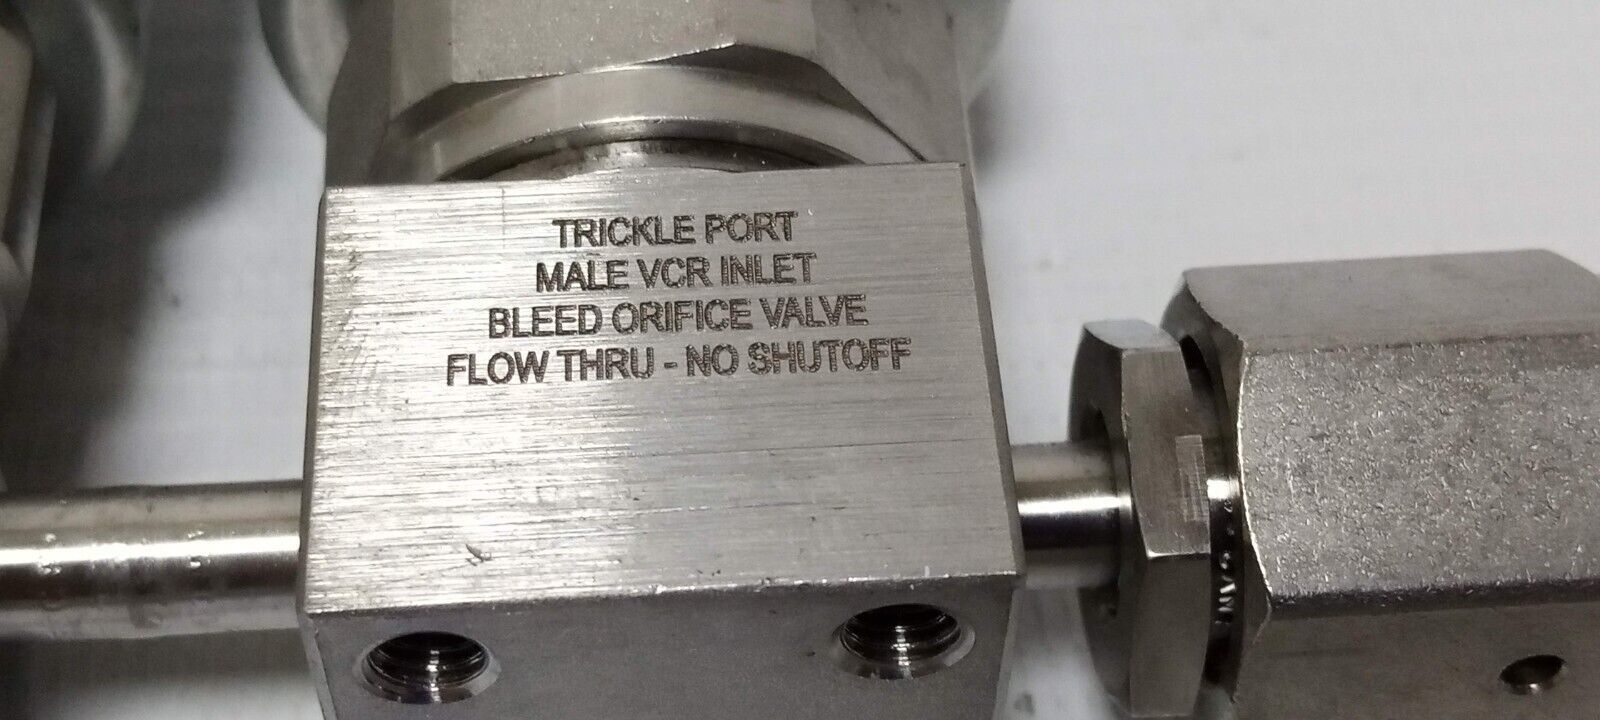 TRICKLE PORT
MALE VCR INLET
BLEED ORIFICE VALVE
FLOW THRU - NO SHUTOFF